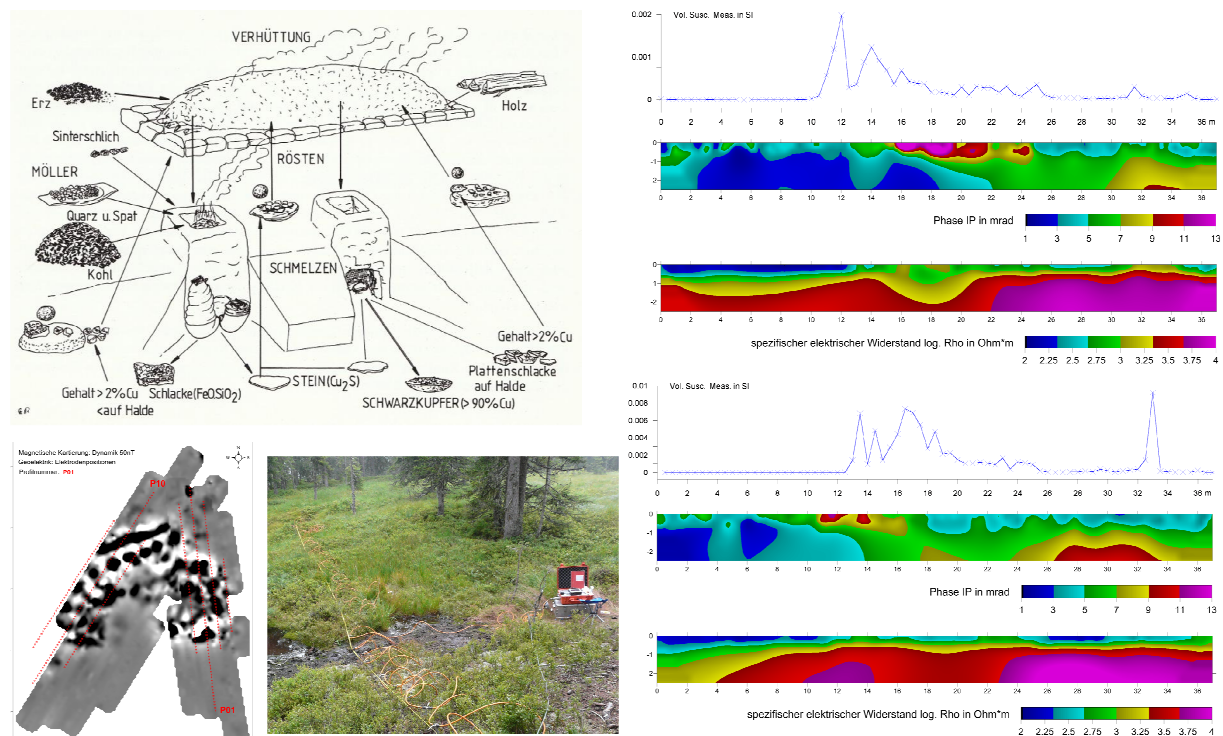 VERHÜTTUNG
Erz
Holz
Sinterschlich
RÖSTEN
MÖLLER
Quarz u. Spat
Kohl
SCHMELZEN
Gehalt>2%Cu
Plattenschlacke
auf Halde
Gehalt>2%Cu
<auf Halde
Schlacke(FeO.SiO2)
STEIN(Cu2S)
SCHWARZKUPFER(>90%Cu)
Magnetische Kartierung: Dynamik 50nT
Geoelektrik: Elektrodenpositionen
Profilnummer: P01
N
W
E
S
P10
P01
0.002
Vol. Susc. Meas. in SI
0.001
0
0 2 4 6 8 10 12 14 16 18 20 22 24 26 28 30 32 34 36 m
0
-1
-2
0 2 4 6 8 10 12 14 16 18 20 22 24 26 28 30 32 34 36
Phase IP in mrad
1 3 5 7 9 11 13
0
-1
-2
0 2 4 6 8 10 12 14 16 18 20 22 24 26 28 30 32 34 36
spezifischer elektrischer Widerstand log. Rho in Ohm*m
2 2.25 2.5 2.75 3 3.25 3.5 3.75 4
0.01
Vol. Susc. Meas. in SI
0.008
0.006
0.004
0.002
0
0 2 4 6 8 10 12 14 16 18 20 22 24 26 28 30 32 34 36 m
0
-1
-2
0 2 4 6 8 10 12 14 16 18 20 22 24 26 28 30 32 34 36
Phase IP in mrad
1 3 5 7 9 11 13
0
-1
-2
0 2 4 6 8 10 12 14 16 18 20 22 24 26 28 30 32 34 36
spezifischer elektrischer Widerstand log. Rho in Ohm*m
2 2.25 2.5 2.75 3 3.25 3.5 3.75 4